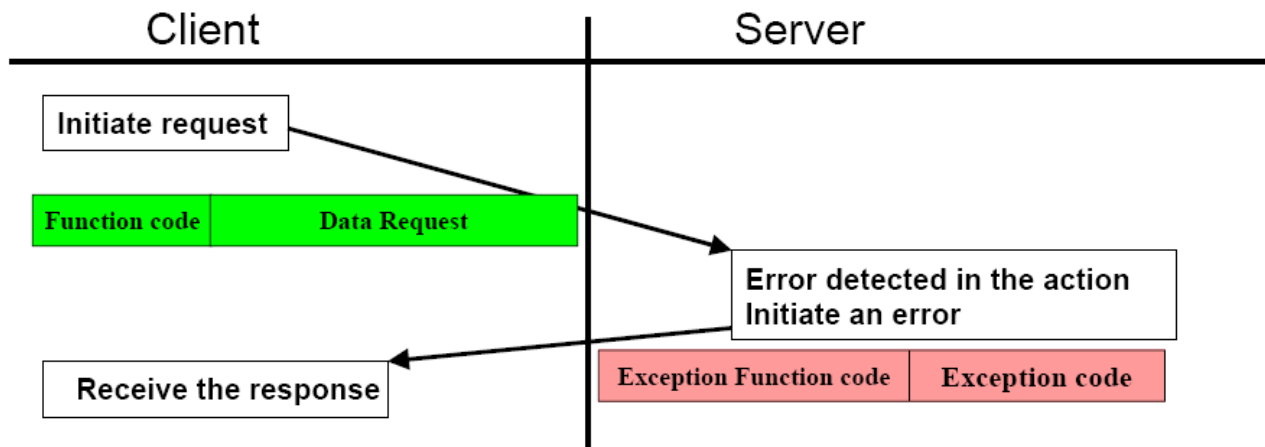 Client
Server
Initiate request
Function code
Data Request
Error detected in the action
Initiate an error
Receive the response
Exception Function code
Exception code